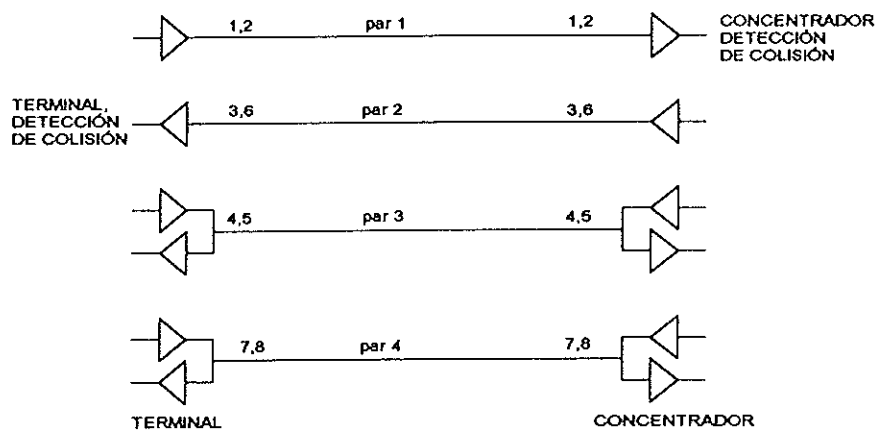 1,2 par 1 1,2
CONCENTRADOR
DETECCIÓN
DE COLISIÓN
TERMINAL,
DETECCIÓN
DE COLISIÓN
3,6 par 2 3,6
4,5 par 3 4,5
7,8 par 4 7,8
TERMINAL
CONCENTRADOR